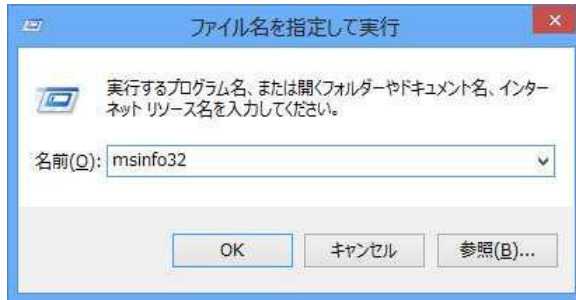 ファイル名を指定して実行
実行するプログラム名、または開くフォルダーやドキュメント名、インター
ネット リソース名を入力してください。
名前(O): msinfo32
OK キャンセル 参照(B)...